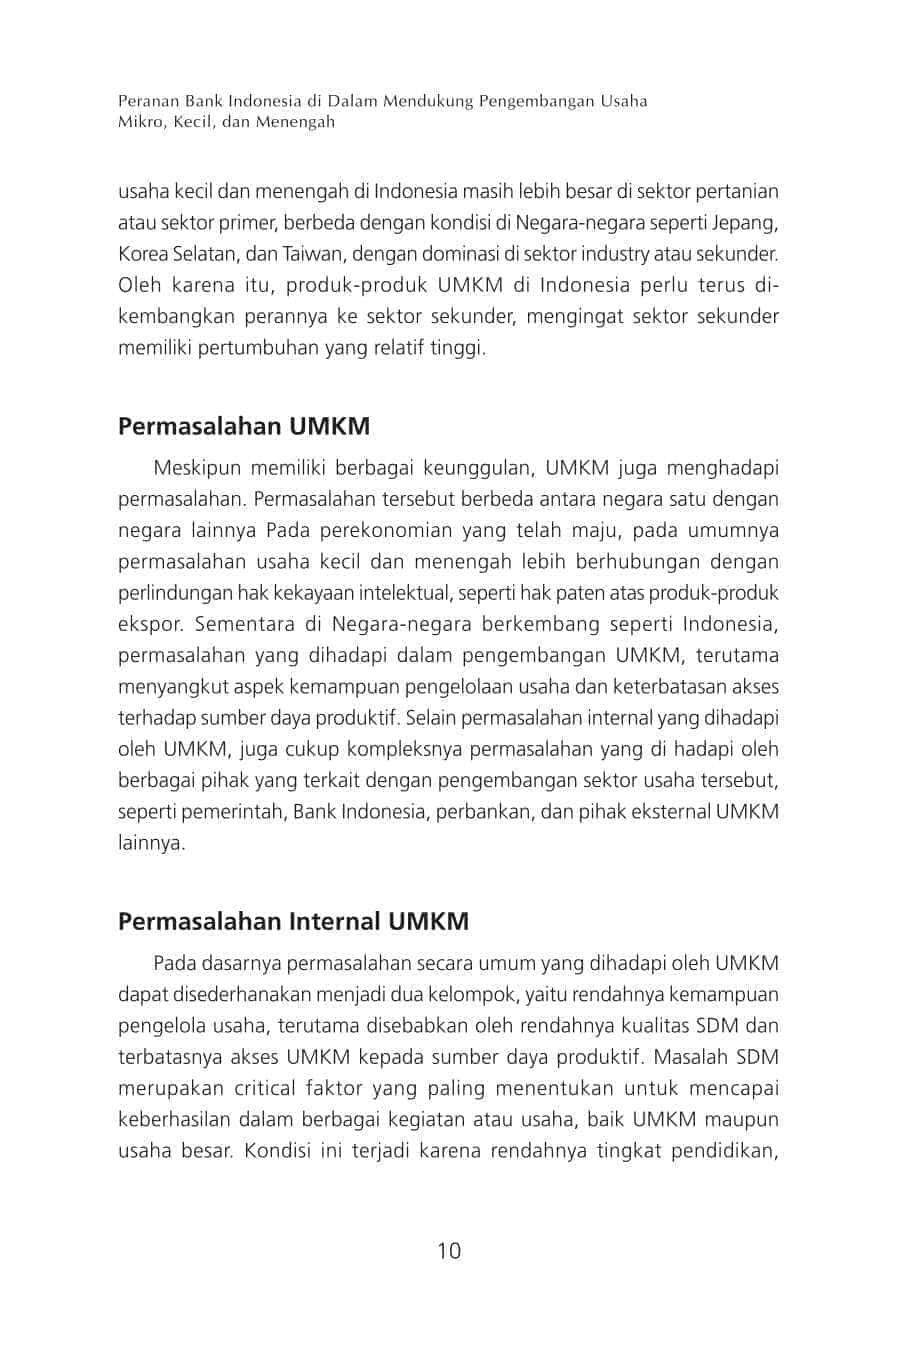 Peranan Bank Indonesia di Dalam Mendukung Pengembangan Usaha
Mikro, Kecil, dan Menengah
usaha kecil dan menengah di Indonesia masih lebih besar di sektor pertanian
atau sektor primer, berbeda dengan kondisi di Negara-negara seperti Jepang,
Korea Selatan, dan Taiwan, dengan dominasi di sektor industry atau sekunder.
Oleh karena itu, produk-produk UMKM di Indonesia perlu terus di-
kembangkan perannya ke sektor sekunder, mengingat sektor sekunder
memiliki pertumbuhan yang relatif tinggi.
Permasalahan UMKM
Meskipun memiliki berbagai keunggulan, UMKM juga menghadapi
permasalahan. Permasalahan tersebut berbeda antara negara satu dengan
negara lainnya Pada perekonomian yang telah maju, pada umumnya
permasalahan usaha kecil dan menengah lebih berhubungan dengan
perlindungan hak kekayaan intelektual, seperti hak paten atas produk-produk
ekspor. Sementara di Negara-negara berkembang seperti Indonesia,
permasalahan yang dihadapi dalam pengembangan UMKM, terutama
menyangkut aspek kemampuan pengelolaan usaha dan keterbatasan akses
terhadap sumber daya produktif. Selain permasalahan internal yang dihadapi
oleh UMKM, juga cukup kompleksnya permasalahan yang di hadapi oleh
berbagai pihak yang terkait dengan pengembangan sektor usaha tersebut,
seperti pemerintah, Bank Indonesia, perbankan, dan pihak eksternal UMKM
lainnya.
Permasalahan Internal UMKM
Pada dasarnya permasalahan secara umum yang dihadapi oleh UMKM
dapat disederhanakan menjadi dua kelompok, yaitu rendahnya kemampuan
pengelola usaha, terutama disebabkan oleh rendahnya kualitas SDM dan
terbatasnya akses UMKM kepada sumber daya produktif. Masalah SDM
merupakan critical faktor yang paling menentukan untuk mencapai
keberhasilan dalam berbagai kegiatan atau usaha, baik UMKM maupun
usaha besar. Kondisi ini terjadi karena rendahnya tingkat pendidikan,
10